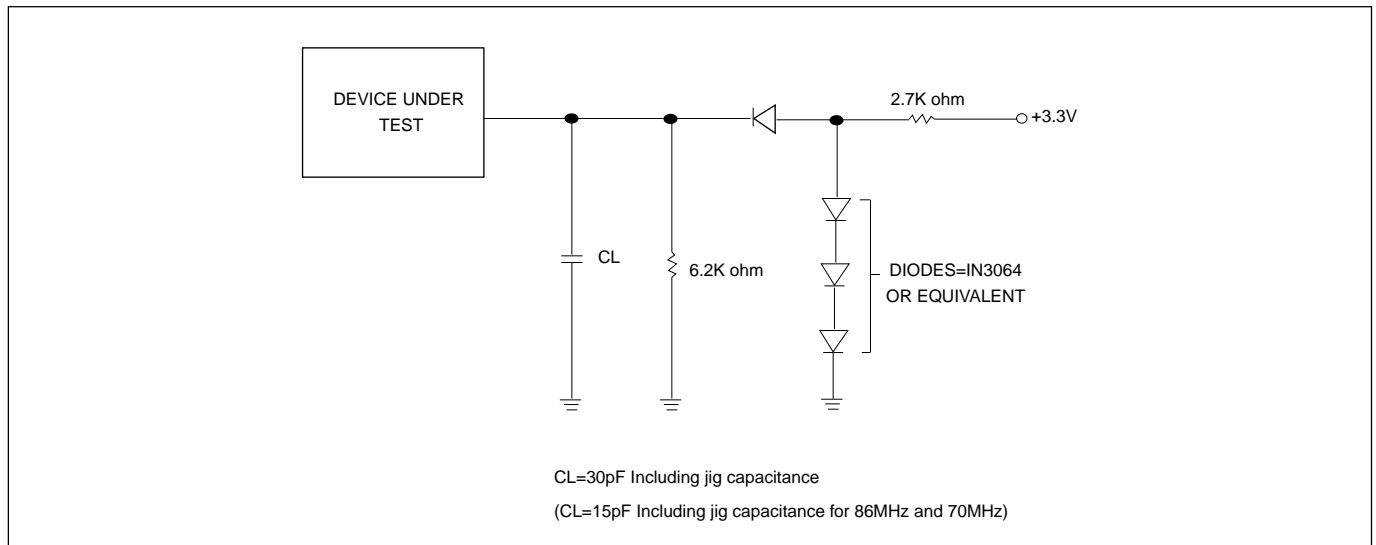 DEVICE UNDER
TEST
2.7K ohm
+3.3V
CL
6.2K ohm
DIODES=IN3064
OR EQUIVALENT
CL=30pF Including jig capacitance
(CL=15pF Including jig capacitance for 86MHz and 70MHz)